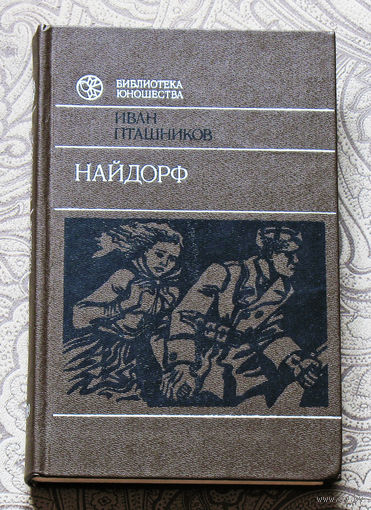 БИБЛИОТЕКА
ЮНОШЕСТВА
ИВАН
ПТАШНИКОВ
НАЙДОРФ